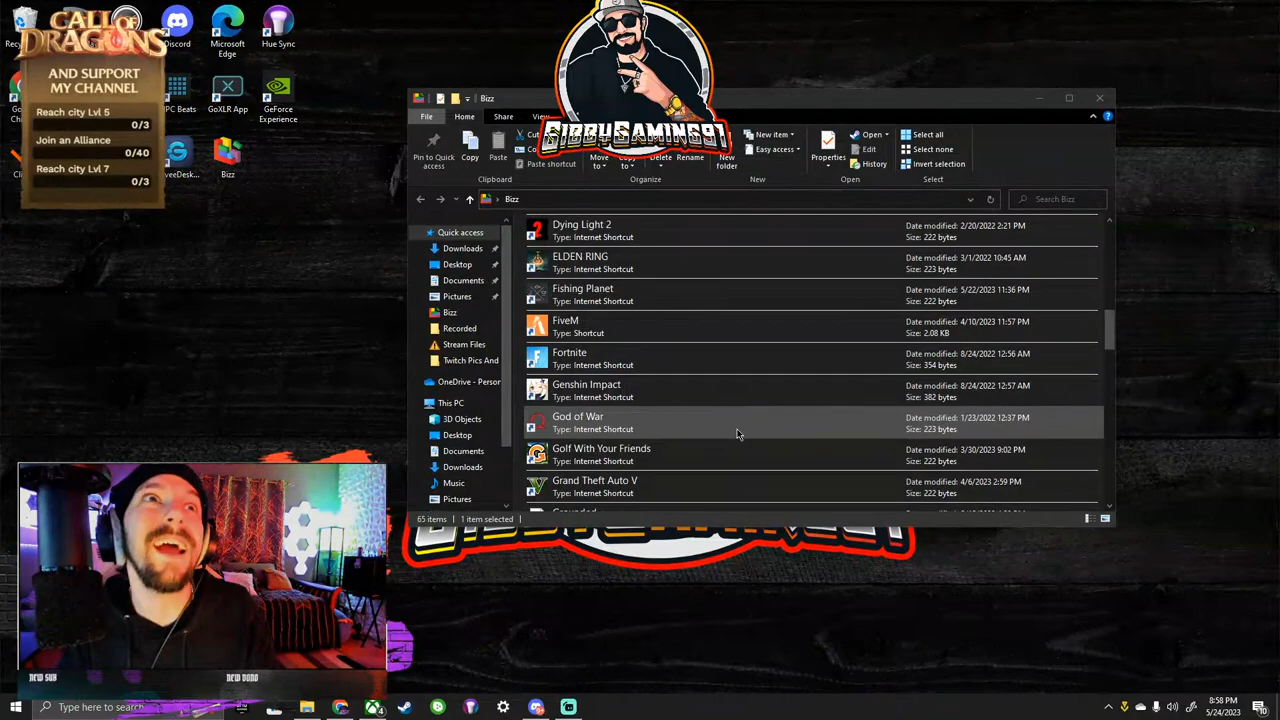 CALL OF
DRAGONS
AND SUPPORT
MY CHANNEL
Reach city Lvl 5
0/3
Join an Alliance
0/40
Reach city Lvl 7
0/3
Discord
Microsoft
Edge
Hue Sync
GoXLR App
GeForce
Experience
Bizz
GIBBYGAMING91
Bizz
File
Home
Share
Pin to Quick
access
Copy
Paste
Paste shortcut
Clipboard
Move
to
Delete
Rename
Organize
New
folder
New item
Easy access
New
Properties
Open
Edit
History
Open
Select all
Select none
Invert selection
Select
Bizz
Search Bizz
Quick access
Downloads
Desktop
Documents
Pictures
Bizz
Recorded
Stream Files
Twitch Pics And
OneDrive - Person
This PC
3D Objects
Desktop
Documents
Downloads
Music
Pictures
Dying Light 2
Type: Internet Shortcut
Date modified: 2/20/2022 2:21 PM
Size: 222 bytes
ELDEN RING
Type: Internet Shortcut
Date modified: 3/1/2022 10:45 AM
Size: 223 bytes
Fishing Planet
Type: Internet Shortcut
Date modified: 5/22/2023 11:36 PM
Size: 222 bytes
FiveM
Type: Shortcut
Date modified: 4/10/2023 11:57 PM
Size: 2.08 KB
Fortnite
Type: Internet Shortcut
Date modified: 8/24/2022 12:56 AM
Size: 354 bytes
Genshin Impact
Type: Internet Shortcut
Date modified: 8/24/2022 12:57 AM
Size: 382 bytes
God of War
Type: Internet Shortcut
Date modified: 1/23/2022 12:37 PM
Size: 223 bytes
Golf With Your Friends
Type: Internet Shortcut
Date modified: 3/30/2023 9:02 PM
Size: 222 bytes
Grand Theft Auto V
Type: Internet Shortcut
Date modified: 4/6/2023 2:59 PM
Size: 222 bytes
65 items
1 item selected
NEW SUB
NEW DONO
Type here to search
8:58 PM
5/24/2023